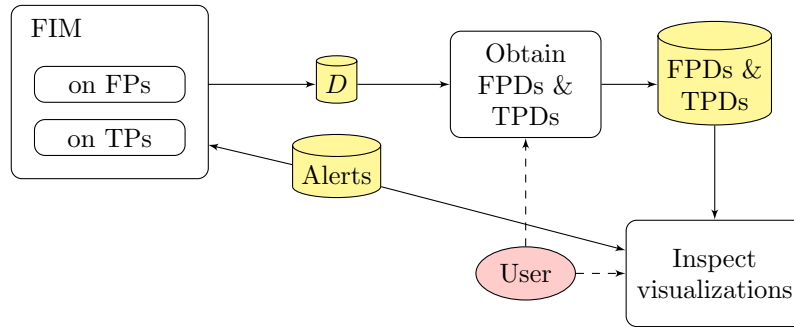 FIM
on FPs
on TPs
D
Obtain
FPDs &
TPDs
FPDs &
TPDs
Alerts
User
Inspect
visualizations